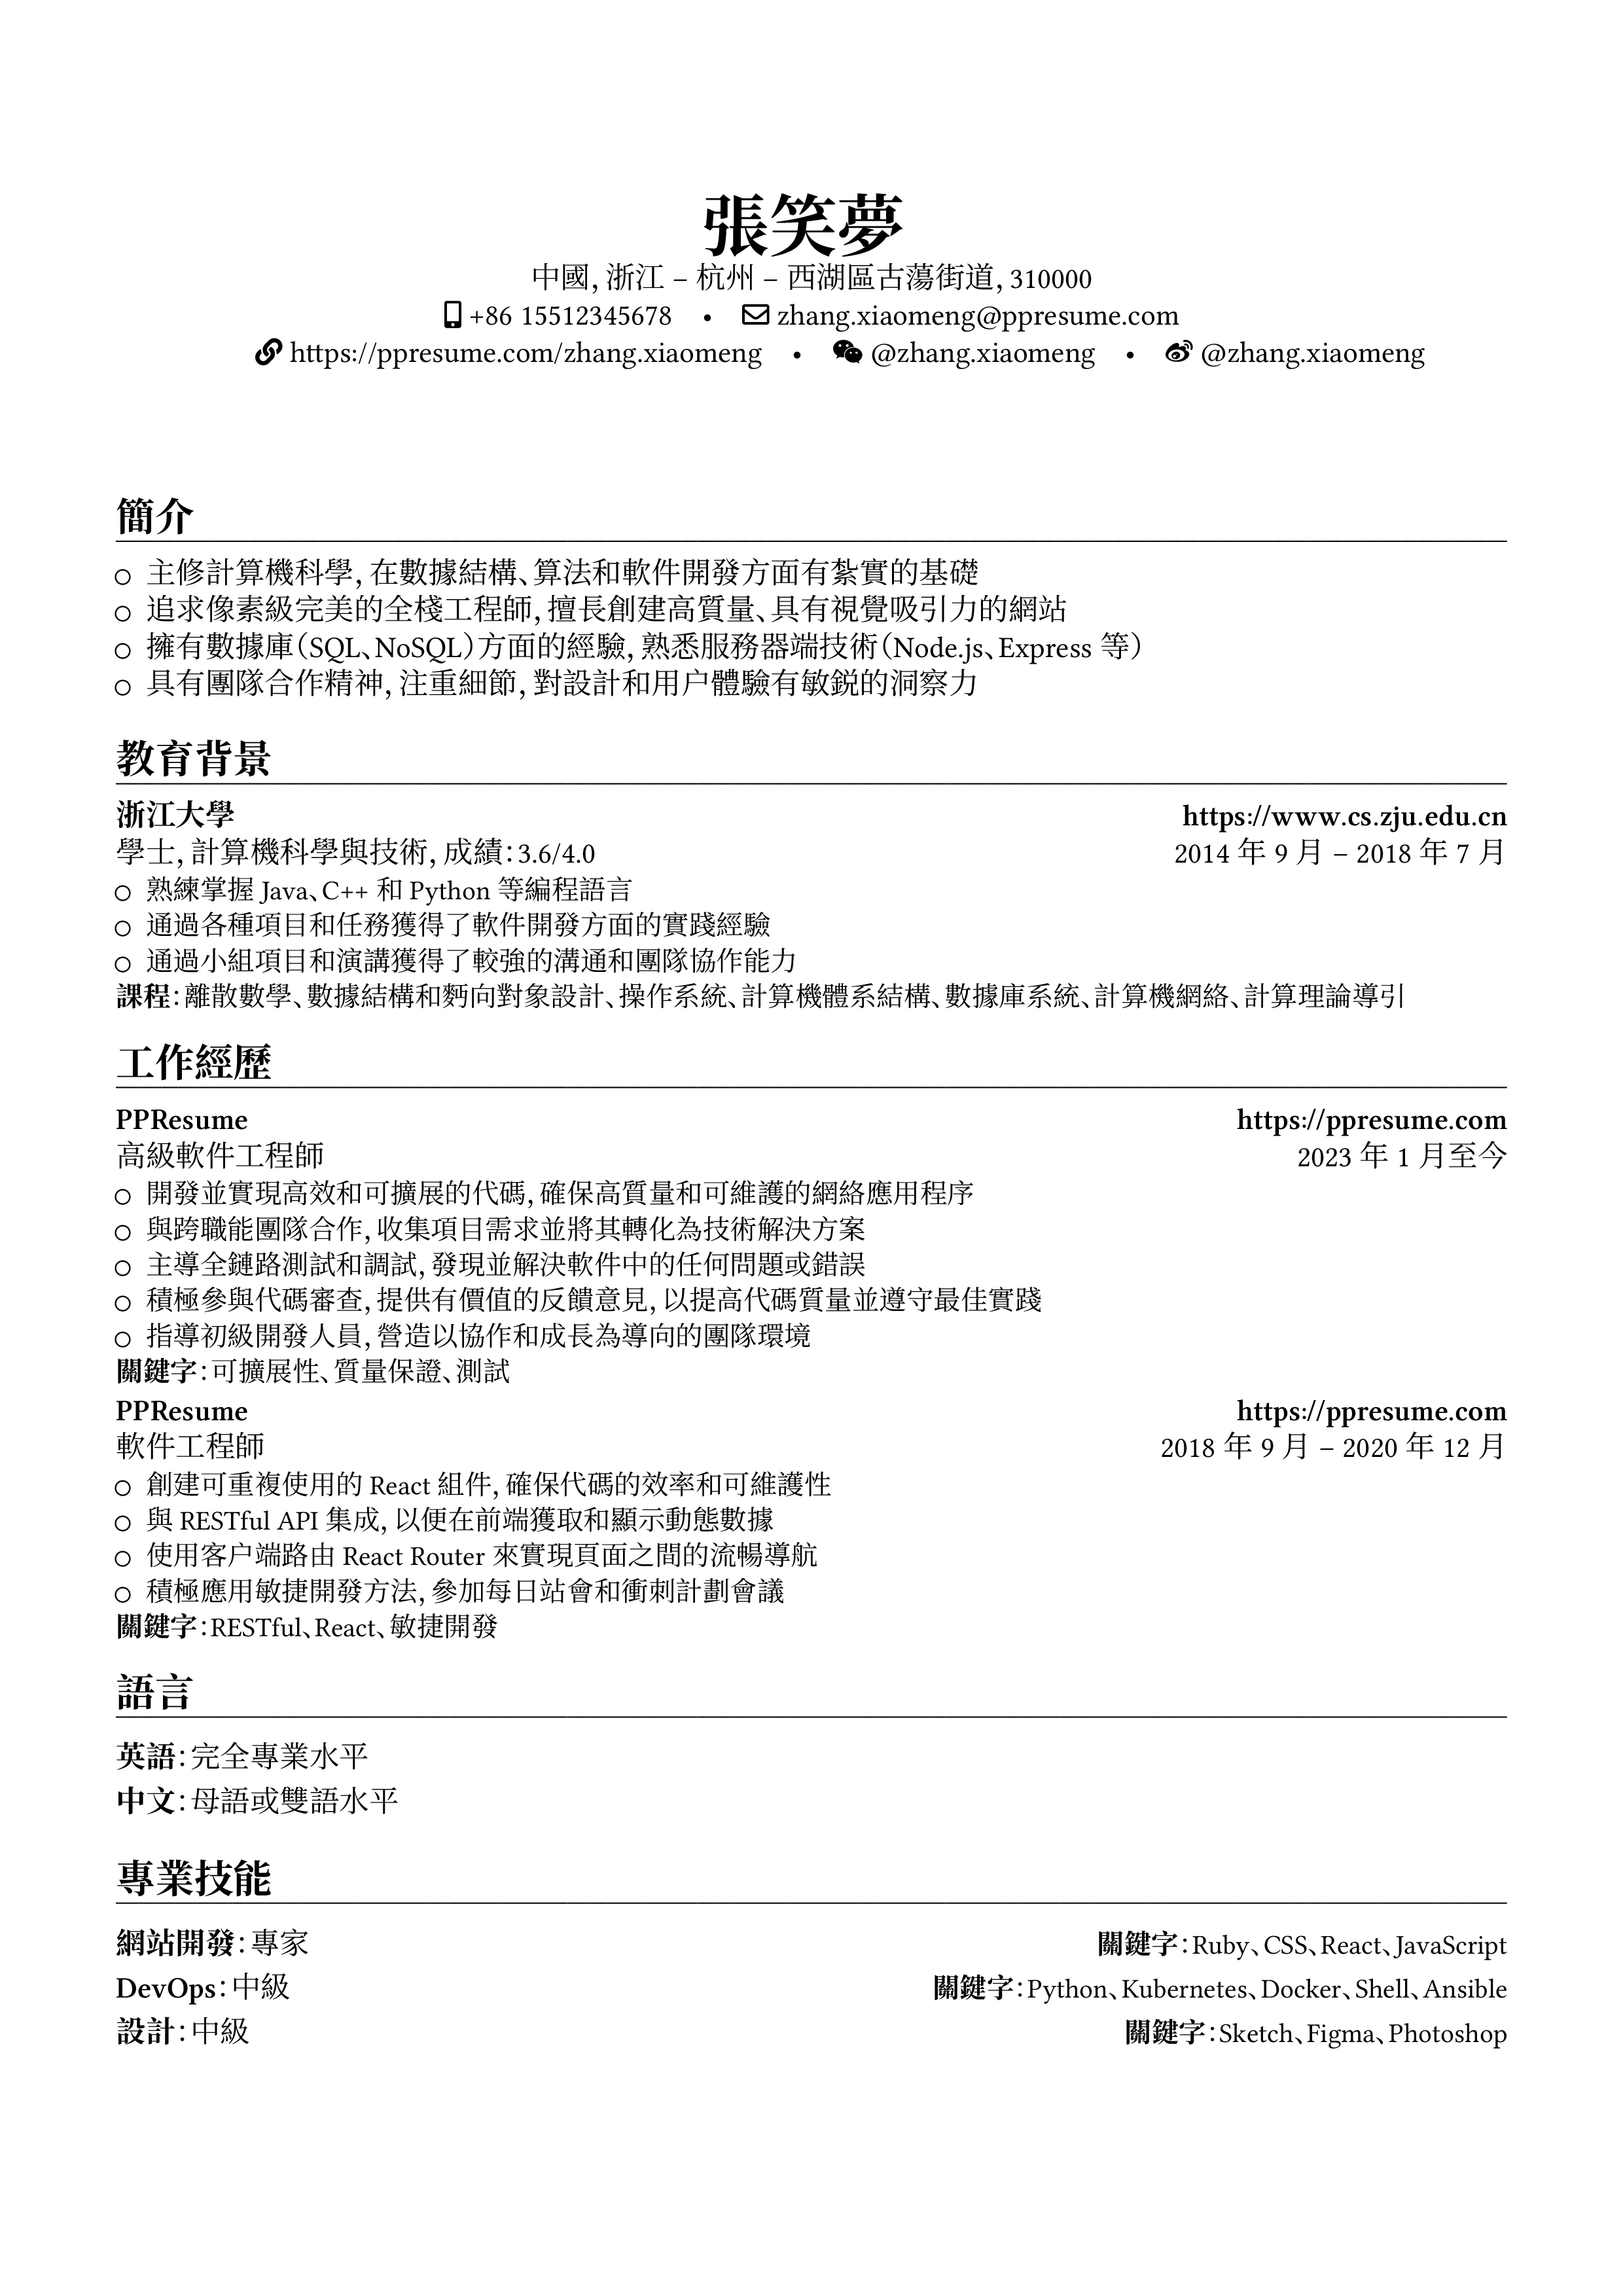 張笑夢
中國, 浙江 – 杭州 – 西湖區古蕩街道, 310000
+86 15512345678 • zhang.xiaomeng@ppresume.com
https://ppresume.com/zhang.xiaomeng • @zhang.xiaomeng • @zhang.xiaomeng
簡介
○ 主修計算機科學, 在數據結構、算法和軟件開發方面有紮實的基礎
○ 追求像素級完美的全棧工程師, 擅長創建高質量、具有視覺吸引力的網站
○ 擁有數據庫（SQL、NoSQL）方面的經驗, 熟悉服務器端技術（Node.js、Express 等）
○ 具有團隊合作精神, 注重細節, 對設計和用户體驗有敏鋭的洞察力
教育背景
浙江大學 https://www.cs.zju.edu.cn
學士, 計算機科學與技術, 成績：3.6/4.0 2014 年 9 月 – 2018 年 7 月
○ 熟練掌握 Java、C++ 和 Python 等編程語言
○ 通過各種項目和任務獲得了軟件開發方面的實踐經驗
○ 通過小組項目和演講獲得了較強的溝通和團隊協作能力
課程：離散數學、數據結構和麪向對象設計、操作系統、計算機體系結構、數據庫系統、計算機網絡、計算理論導引
工作經歷
PPResume https://ppresume.com
高級軟件工程師 2023 年 1 月至今
○ 開發並實現高效和可擴展的代碼, 確保高質量和可維護的網絡應用程序
○ 與跨職能團隊合作, 收集項目需求並將其轉化為技術解決方案
○ 主導全鏈路測試和調試, 發現並解決軟件中的任何問題或錯誤
○ 積極參與代碼審查, 提供有價值的反饋意見, 以提高代碼質量並遵守最佳實踐
○ 指導初級開發人員, 營造以協作和成長為導向的團隊環境
關鍵字：可擴展性、質量保證、測試
PPResume https://ppresume.com
軟件工程師 2018 年 9 月 – 2020 年 12 月
○ 創建可重複使用的 React 組件, 確保代碼的效率和可維護性
○ 與 RESTful API 集成, 以便在前端獲取和顯示動態數據
○ 使用客户端路由 React Router 來實現頁面之間的流暢導航
○ 積極應用敏捷開發方法, 參加每日站會和衝刺計劃會議
關鍵字：RESTful、React、敏捷開發
語言
英語：完全專業水平
中文：母語或雙語水平
專業技能
網站開發：專家 關鍵字：Ruby、CSS、React、JavaScript
DevOps：中級 關鍵字：Python、Kubernetes、Docker、Shell、Ansible
設計：中級 關鍵字：Sketch、Figma、Photoshop